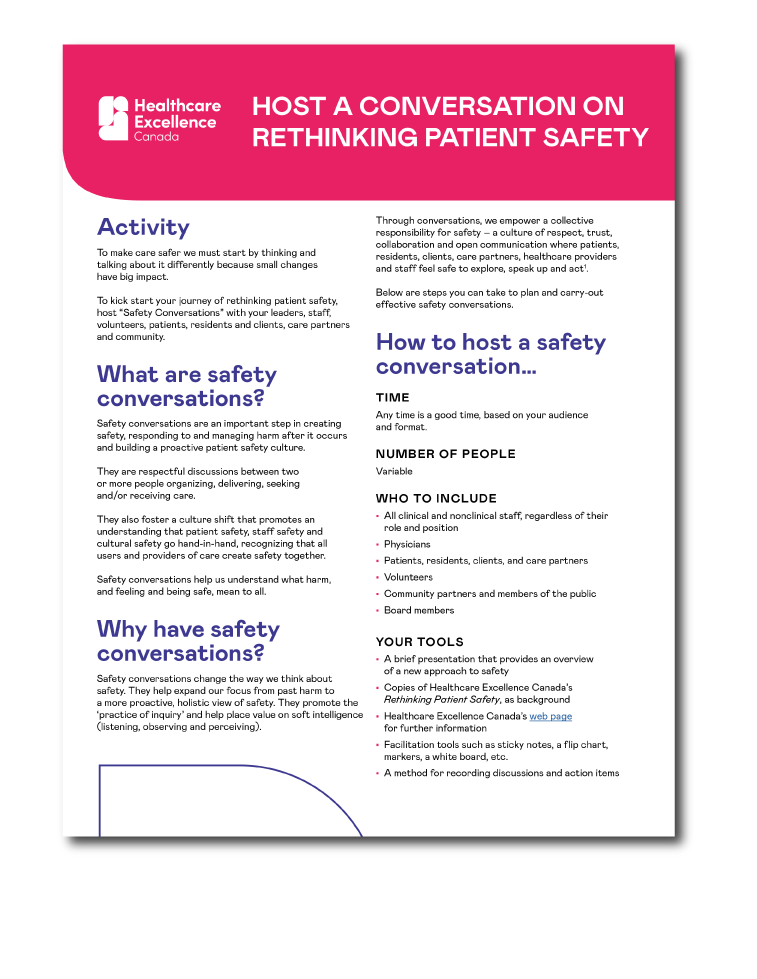 Healthcare
Excellence
Canada
HOST A CONVERSATION ON
RETHINKING PATIENT SAFETY
Activity
To make care safer we must start by thinking and
talking about it differently because small changes
have big impact.
To kick start your journey of rethinking patient safety,
host “Safety Conversations” with your leaders, staff,
volunteers, patients, residents and clients, care partners
and community.
What are safety
conversations?
Safety conversations are an important step in creating
safety, responding to and managing harm after it occurs
and building a proactive patient safety culture.
They are respectful discussions between two
or more people organizing, delivering, seeking
and/or receiving care.
They also foster a culture shift that promotes an
understanding that patient safety, staff safety and
cultural safety go hand-in-hand, recognizing that all
users and providers of care create safety together.
Safety conversations help us understand what harm,
and feeling and being safe, mean to all.
Why have safety
conversations?
Safety conversations change the way we think about
safety. They help expand our focus from past harm to
a more proactive, holistic view of safety. They promote the
‘practice of inquiry’ and help place value on soft intelligence
(listening, observing and perceiving).
Through conversations, we empower a collective
responsibility for safety – a culture of respect, trust,
collaboration and open communication where patients,
residents, clients, care partners, healthcare providers
and staff feel safe to explore, speak up and act¹.
Below are steps you can take to plan and carry-out
effective safety conversations.
How to host a safety
conversation...
TIME
Any time is a good time, based on your audience
and format.
NUMBER OF PEOPLE
Variable
WHO TO INCLUDE
• All clinical and nonclinical staff, regardless of their
role and position
• Physicians
• Patients, residents, clients, and care partners
• Volunteers
• Community partners and members of the public
• Board members
YOUR TOOLS
• A brief presentation that provides an overview
of a new approach to safety
• Copies of Healthcare Excellence Canada’s
Rethinking Patient Safety, as background
• Healthcare Excellence Canada’s web page
for further information
• Facilitation tools such as sticky notes, a flip chart,
markers, a white board, etc.
• A method for recording discussions and action items